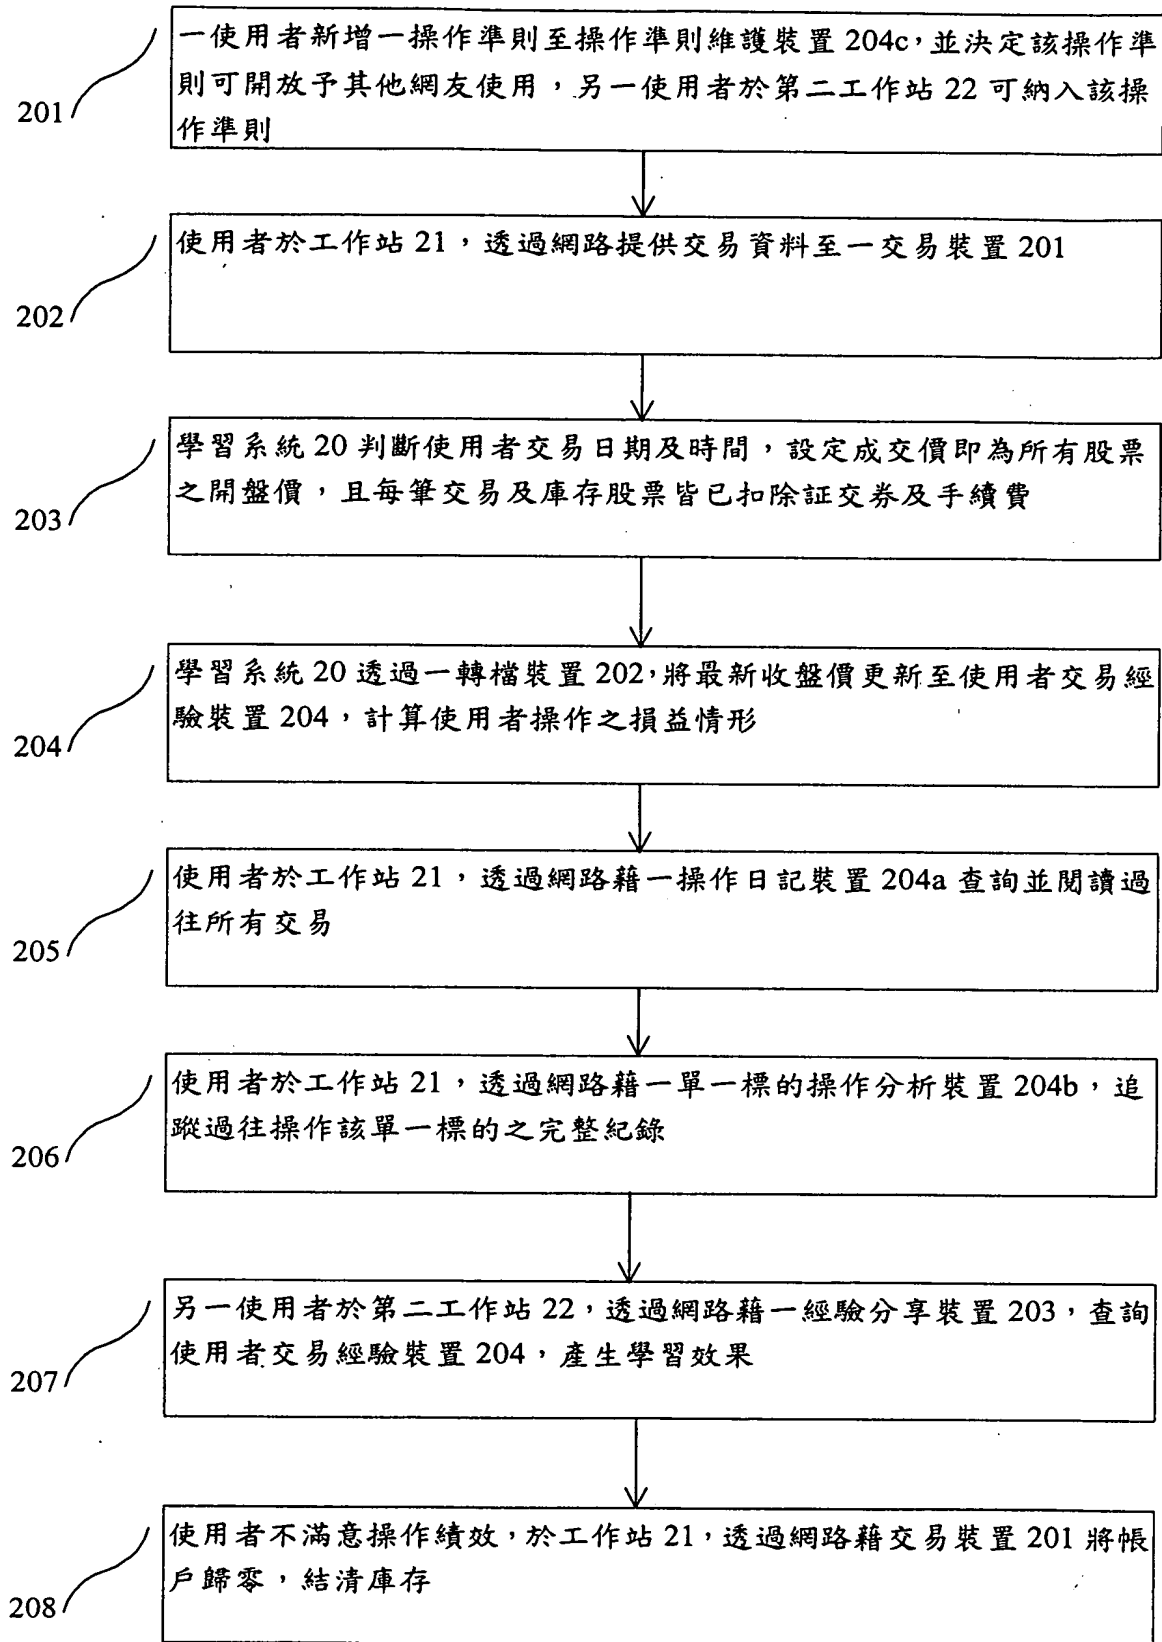 一使用者新增一操作準則至操作準則維護裝置 204c，並決定該操作準
則可開放予其他網友使用，另一使用者於第二工作站 22 可納入該操
作準則
201
使用者於工作站 21，透過網路提供交易資料至一交易裝置 201
202
學習系統 20 判斷使用者交易日期及時間，設定成交價即為所有股票
之開盤價，且每筆交易及庫存股票皆已扣除証交券及手續費
203
學習系統 20 透過一轉檔裝置 202，將最新收盤價更新至使用者交易經
驗裝置 204，計算使用者操作之損益情形
204
使用者於工作站 21，透過網路藉一操作日記裝置 204a 查詢並閱讀過
往所有交易
205
使用者於工作站 21，透過網路藉一單一標的操作分析裝置 204b，追
蹤過往操作該單一標的之完整紀錄
206
另一使用者於第二工作站 22，透過網路藉一經驗分享裝置 203，查詢
使用者交易經驗裝置 204，產生學習效果
207
使用者不滿意操作績效，於工作站 21，透過網路藉交易裝置 201 將帳
戶歸零，結清庫存
208